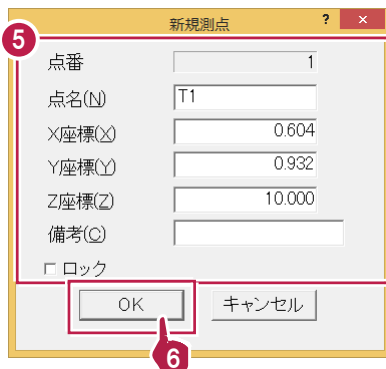 新規測点 ? ×
5
点番 1
点名(N) T1
X座標(X) 0.604
Y座標(Y) 0.932
Z座標(Z) 10.000
備考(C)
ロック
OK キャンセル
6